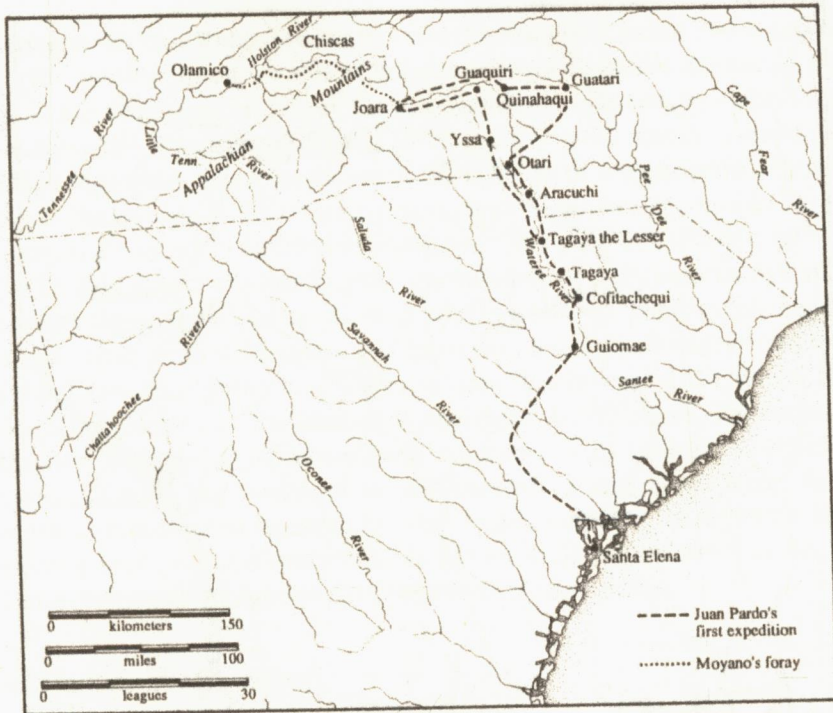 Chiscas
Holston River
Olamico
Mountains
Guaquiri
Guatari
Quinahaqui
Joara
Cape
Fear
River
Yssa
Little
Tenn
River
Appalachian
Tennessee
River
Otari
Aracuchi
Pee
Dee
River
Saluda
River
Tagaya the Lesser
Wateree
River
Tagaya
Cofitachequi
Guiomae
Santee
River
Savannah
River
Chattahoochee
River
Oconee
River
Santa Elena
0 kilometers 150
0 miles 100
0 leagues 30
Juan Pardo's
first expedition
Moyano's foray